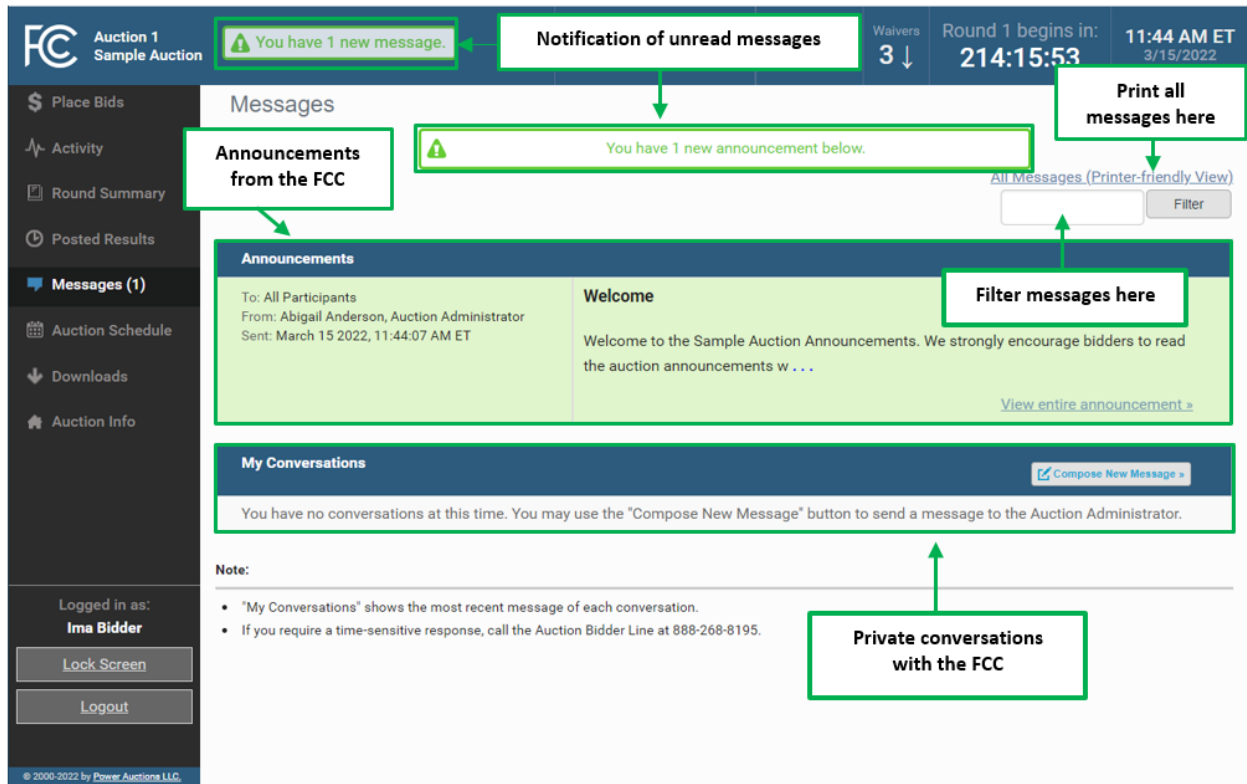 FCC
Auction 1
Sample Auction
You have 1 new message.
Notification of unread messages
Waivers
3 ↓
Round 1 begins in:
214:15:53
11:44 AM ET
3/15/2022
Place Bids
Activity
Round Summary
Posted Results
Messages (1)
Auction Schedule
Downloads
Auction Info
Messages
Announcements
from the FCC
You have 1 new announcement below.
Print all
messages here
All Messages (Printer-friendly View)
Filter
Filter messages here
Announcements
To: All Participants
From: Abigail Anderson, Auction Administrator
Sent: March 15 2022, 11:44:07 AM ET
Welcome
Welcome to the Sample Auction Announcements. We strongly encourage bidders to read
the auction announcements w . . .
View entire announcement »
My Conversations
Compose New Message »
You have no conversations at this time. You may use the "Compose New Message" button to send a message to the Auction Administrator.
Note:
• "My Conversations" shows the most recent message of each conversation.
• If you require a time-sensitive response, call the Auction Bidder Line at 888-268-8195.
Private conversations
with the FCC
Logged in as:
Ima Bidder
Lock Screen
Logout
© 2000-2022 by Power Auctions LLC.